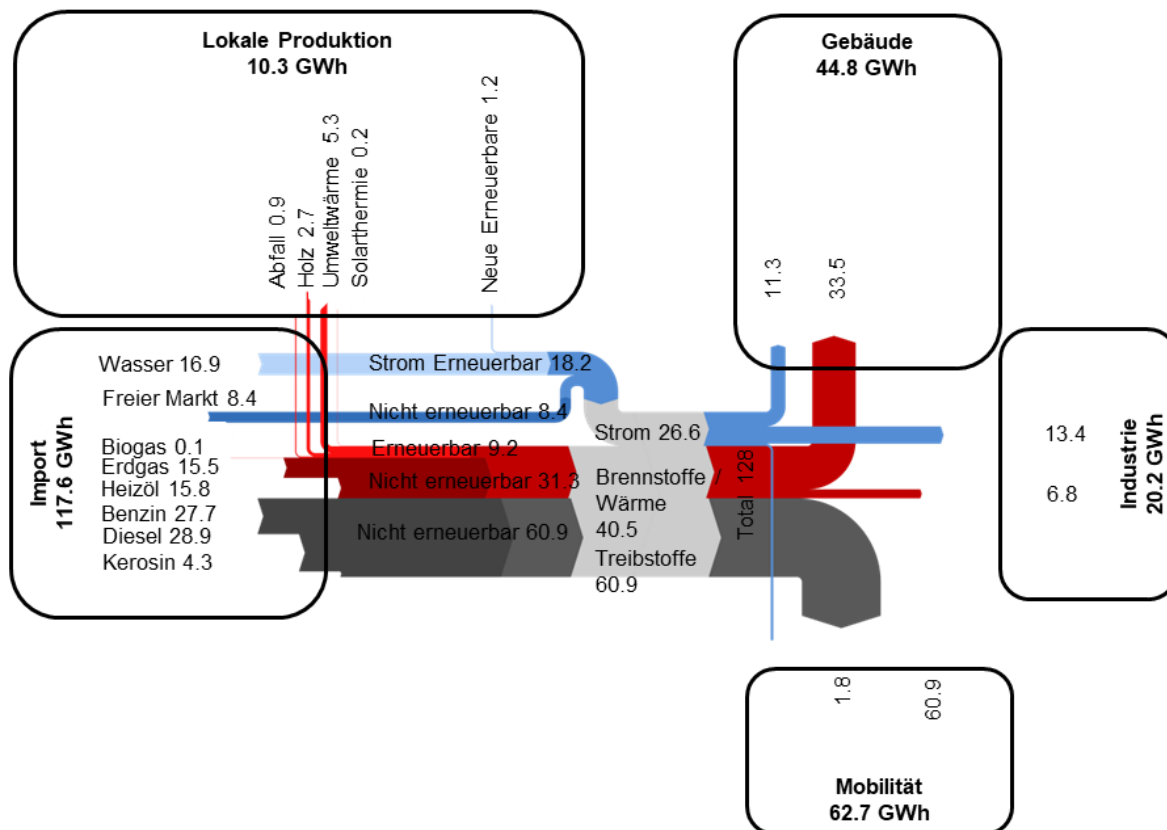 Lokale Produktion
10.3 GWh
Abfall 0.9
Holz 2.7
Umweltwärme 5.3
Solarthermie 0.2
Neue Erneuerbare 1.2
Gebäude
44.8 GWh
11.3
33.5
Import
117.6 GWh
Wasser 16.9
Freier Markt 8.4
Biogas 0.1
Erdgas 15.5
Heizöl 15.8
Benzin 27.7
Diesel 28.9
Kerosin 4.3
Strom Erneuerbar 18.2
Nicht erneuerbar 8.4
Erneuerbar 9.2
Nicht erneuerbar 31.3
Nicht erneuerbar 60.9
Strom 26.6
Brennstoffe /
Wärme
40.5
Treibstoffe
60.9
Total 128
13.4
6.8
Industrie
20.2 GWh
1.8
60.9
Mobilität
62.7 GWh